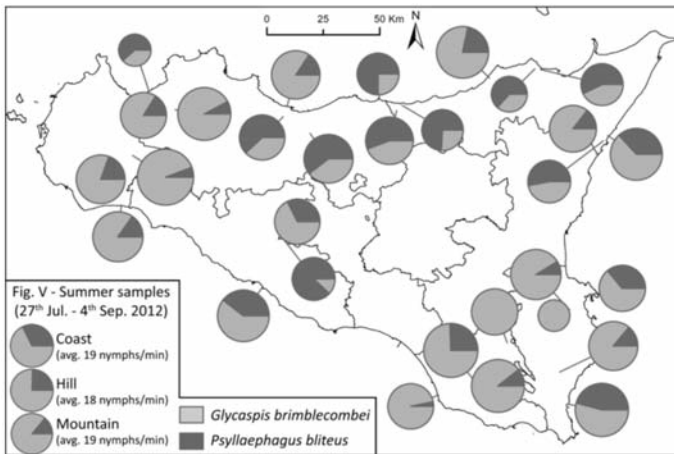 0 25 50 Km
N
Fig. V - Summer samples
(27th Jul. - 4th Sep. 2012)
Coast
(avg. 19 nymphs/min)
Hill
(avg. 18 nymphs/min)
Mountain
(avg. 19 nymphs/min)
Glycaspis brimblecombei
Psyllaephagus bliteus